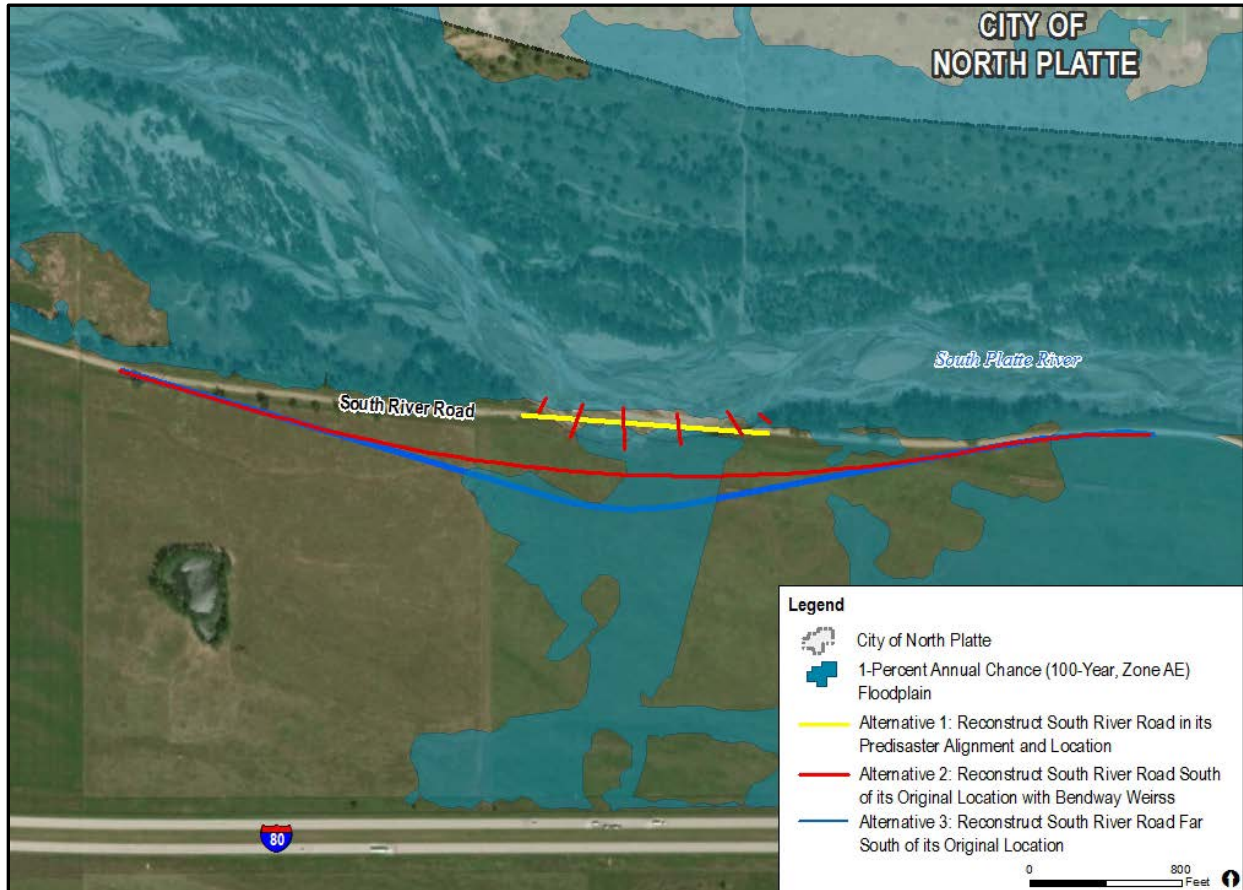 CITY OF
NORTH PLATTE
South Platte River
South River Road
Legend
City of North Platte
1-Percent Annual Chance (100-Year, Zone AE)
Floodplain
Alternative 1: Reconstruct South River Road in its
Predisaster Alignment and Location
Alternative 2: Reconstruct South River Road South
of its Original Location with Bendway Weirss
Alternative 3: Reconstruct South River Road Far
South of its Original Location
80
0 800
Feet